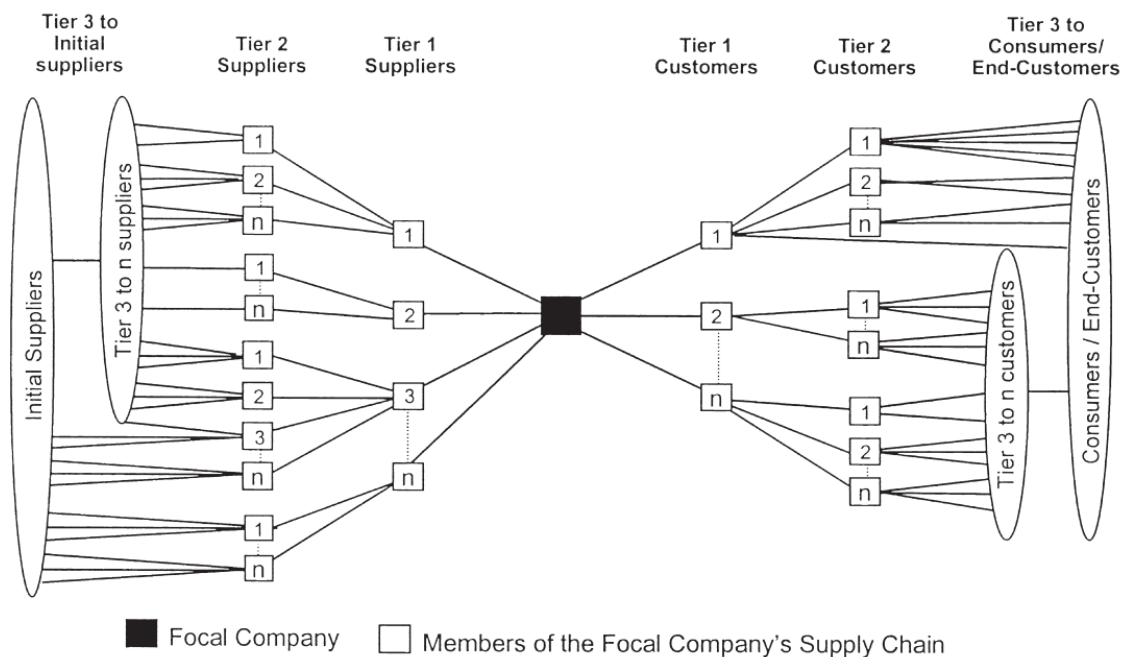 Tier 3 to
Initial
suppliers
Tier 2
Suppliers
Tier 1
Suppliers
Tier 1
Customers
Tier 2
Customers
Tier 3 to
Consumers/
End-Customers
Initial Suppliers
Tier 3 to n suppliers
1
2
n
1
n
1
2
3
n
1
n
1
2
3
n
1
2
n
1
2
n
1
n
1
2
n
Tier 3 to n customers
Consumers / End-Customers
Focal Company
Members of the Focal Company's Supply Chain